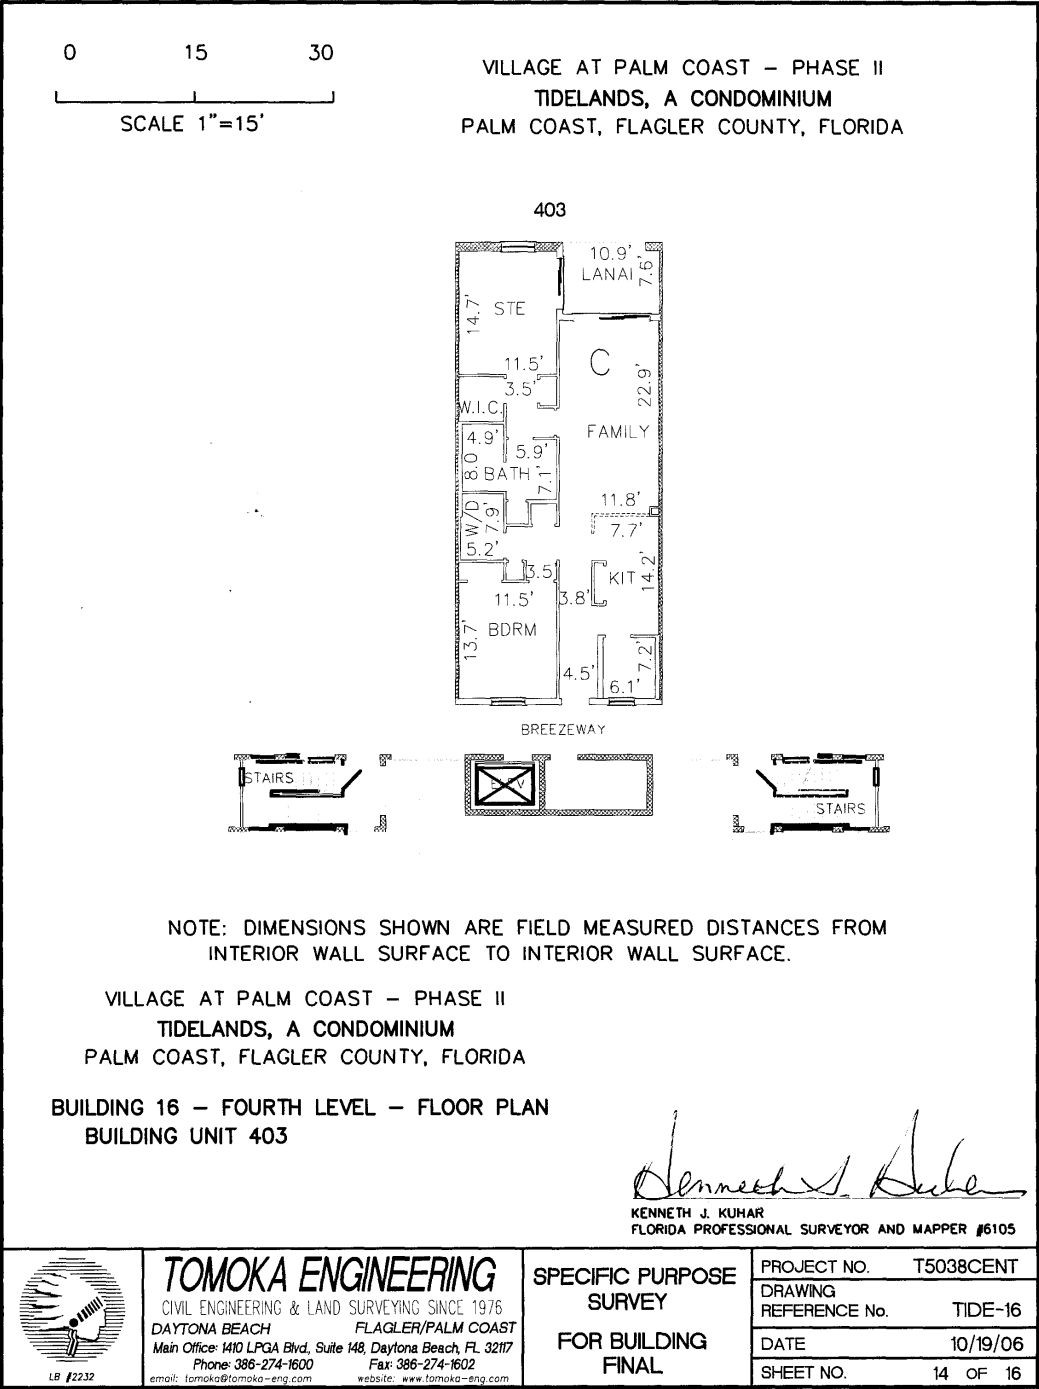 0 15 30
SCALE 1"=15'
VILLAGE AT PALM COAST – PHASE II
TIDELANDS, A CONDOMINIUM
PALM COAST, FLAGLER COUNTY, FLORIDA
403
10.9'
LANAI
7.6'
14.7'
STE
11.5'
C
22.9'
3.5'
W.I.C.
FAMILY
4.9'
5.9'
8.0
BATH
7.1'
11.8'
W/D
7.9'
7.7'
5.2'
3.5'
KIT
14.2'
11.5'
3.8'
BDRM
13.7'
7.2'
4.5'
6.1'
BREEZEWAY
STAIRS
ELEV
STAIRS
NOTE: DIMENSIONS SHOWN ARE FIELD MEASURED DISTANCES FROM
INTERIOR WALL SURFACE TO INTERIOR WALL SURFACE.
VILLAGE AT PALM COAST – PHASE II
TIDELANDS, A CONDOMINIUM
PALM COAST, FLAGLER COUNTY, FLORIDA
BUILDING 16 – FOURTH LEVEL – FLOOR PLAN
BUILDING UNIT 403
KENNETH J. KUHAR
FLORIDA PROFESSIONAL SURVEYOR AND MAPPER #6105
LB #2232
TOMOKA ENGINEERING
CIVIL ENGINEERING & LAND SURVEYING SINCE 1976
DAYTONA BEACH FLAGLER/PALM COAST
Main Office: 1410 LPGA Blvd, Suite 148, Daytona Beach, FL 32117
Phone: 386-274-1600 Fax: 386-274-1602
email: tomoka@tomoka-eng.com website: www.tomoka-eng.com
SPECIFIC PURPOSE
SURVEY
FOR BUILDING
FINAL
PROJECT NO. T5038CENT
DRAWING
REFERENCE No. TIDE-16
DATE 10/19/06
SHEET NO. 14 OF 16